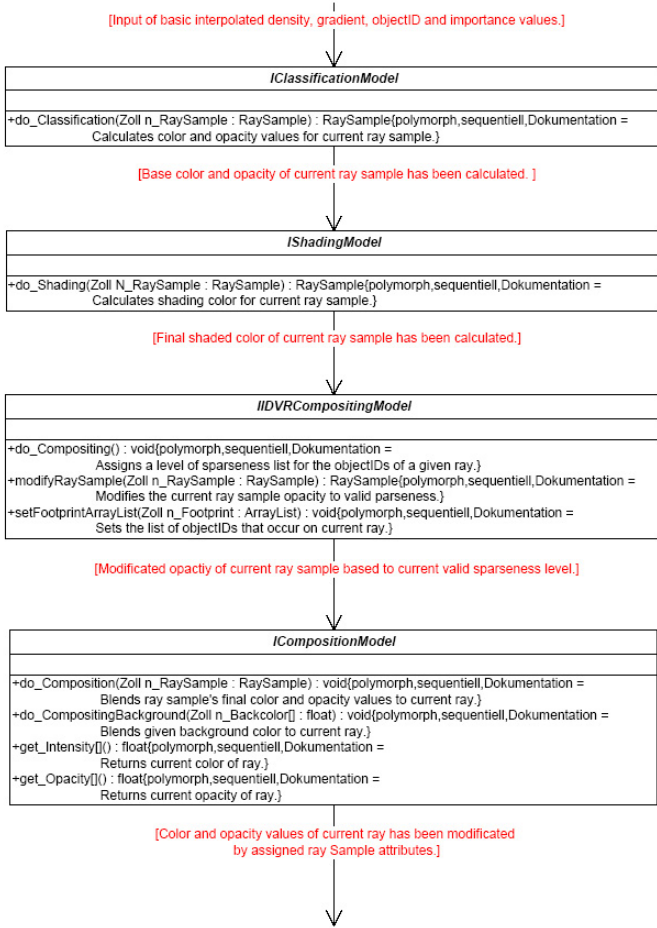 [Input of basic interpolated density, gradient, objectID and importance values.]
IClassificationModel
+do_Classification(Zoll n_RaySample : RaySample) : RaySample{polymorph,sequentiell,Dokumentation =
Calculates color and opacity values for current ray sample.}
[Base color and opacity of current ray sample has been calculated. ]
IShadingModel
+do_Shading(Zoll N_RaySample : RaySample) : RaySample{polymorph,sequentiell,Dokumentation =
Calculates shading color for current ray sample.}
[Final shaded color of current ray sample has been calculated.]
IIDVRCompositingModel
+do_Compositing() : void{polymorph,sequentiell,Dokumentation =
Assigns a level of sparseness list for the objectIDs of a given ray.}
+modifyRaySample(Zoll n_RaySample : RaySample) : RaySample{polymorph,sequentiell,Dokumentation =
Modifies the current ray sample opacity to valid parseness.}
+setFootprintArrayList(Zoll n_Footprint : ArrayList) : void{polymorph,sequentiell,Dokumentation =
Sets the list of objectIDs that occur on current ray.}
[Modificated opactiy of current ray sample based to current valid sparseness level.]
ICompositionModel
+do_Composition(Zoll n_RaySample : RaySample) : void{polymorph,sequentiell,Dokumentation =
Blends ray sample's final color and opacity values to current ray.}
+do_CompositingBackground(Zoll n_Backcolor[] : float) : void{polymorph,sequentiell,Dokumentation =
Blends given background color to current ray.}
+get_Intensity[]() : float{polymorph,sequentiell,Dokumentation =
Returns current color of ray.}
+get_Opacity[]() : float{polymorph,sequentiell,Dokumentation =
Returns current opacity of ray.}
[Color and opacity values of current ray has been modificated
by assigned ray Sample attributes.]